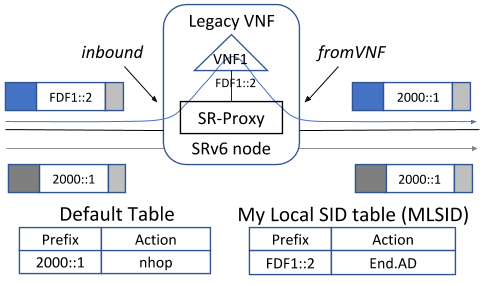 Legacy VNF
inbound
fromVNF
VNF1
FDF1::2
FDF1::2
2000::1
SR-Proxy
SRv6 node
2000::1
2000::1
Default Table
My Local SID table (MLSID)
Prefix Action
2000::1 nhop
Prefix Action
FDF1::2 End.AD